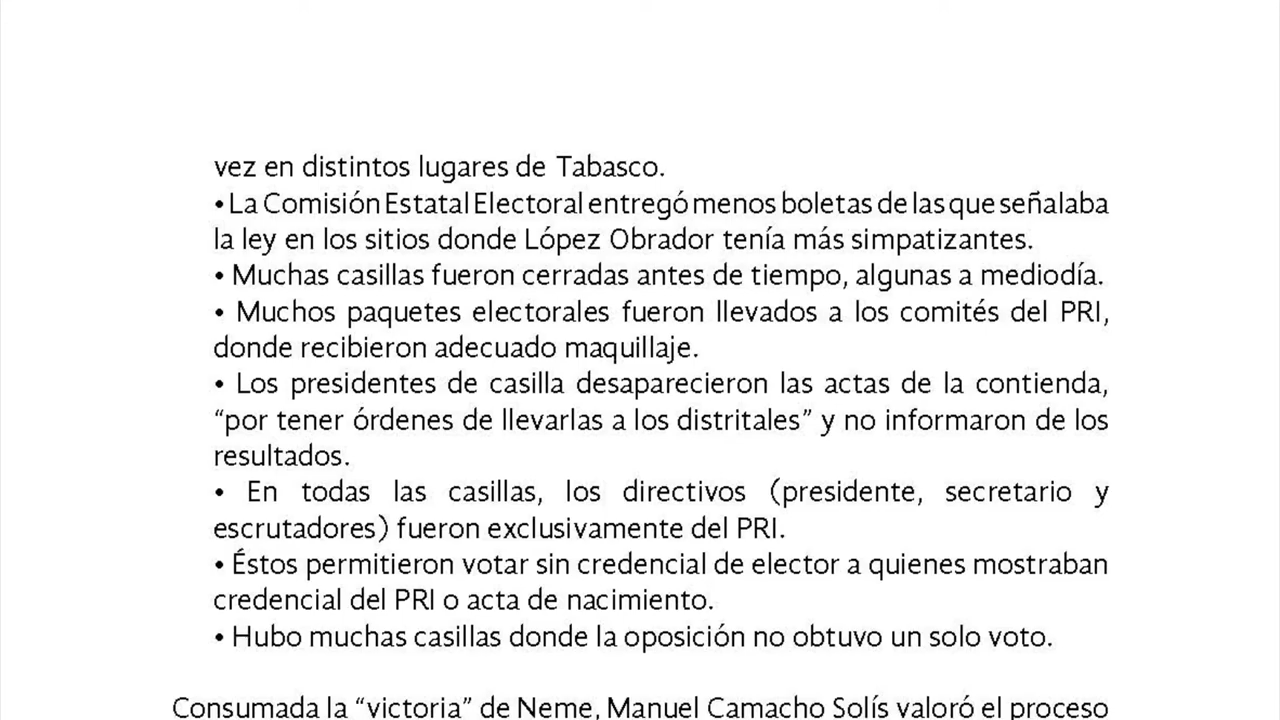 vez en distintos lugares de Tabasco.
• La Comisión Estatal Electoral entregó menos boletas de las que señalaba
la ley en los sitios donde López Obrador tenía más simpatizantes.
• Muchas casillas fueron cerradas antes de tiempo, algunas a mediodía.
• Muchos paquetes electorales fueron llevados a los comités del PRI,
donde recibieron adecuado maquillaje.
• Los presidentes de casilla desaparecieron las actas de la contienda,
“por tener órdenes de llevarlas a los distritales” y no informaron de los
resultados.
• En todas las casillas, los directivos (presidente, secretario y
escrutadores) fueron exclusivamente del PRI.
• Éstos permitieron votar sin credencial de elector a quienes mostraban
credencial del PRI o acta de nacimiento.
• Hubo muchas casillas donde la oposición no obtuvo un solo voto.
Consumada la “victoria” de Neme, Manuel Camacho Solís valoró el proceso